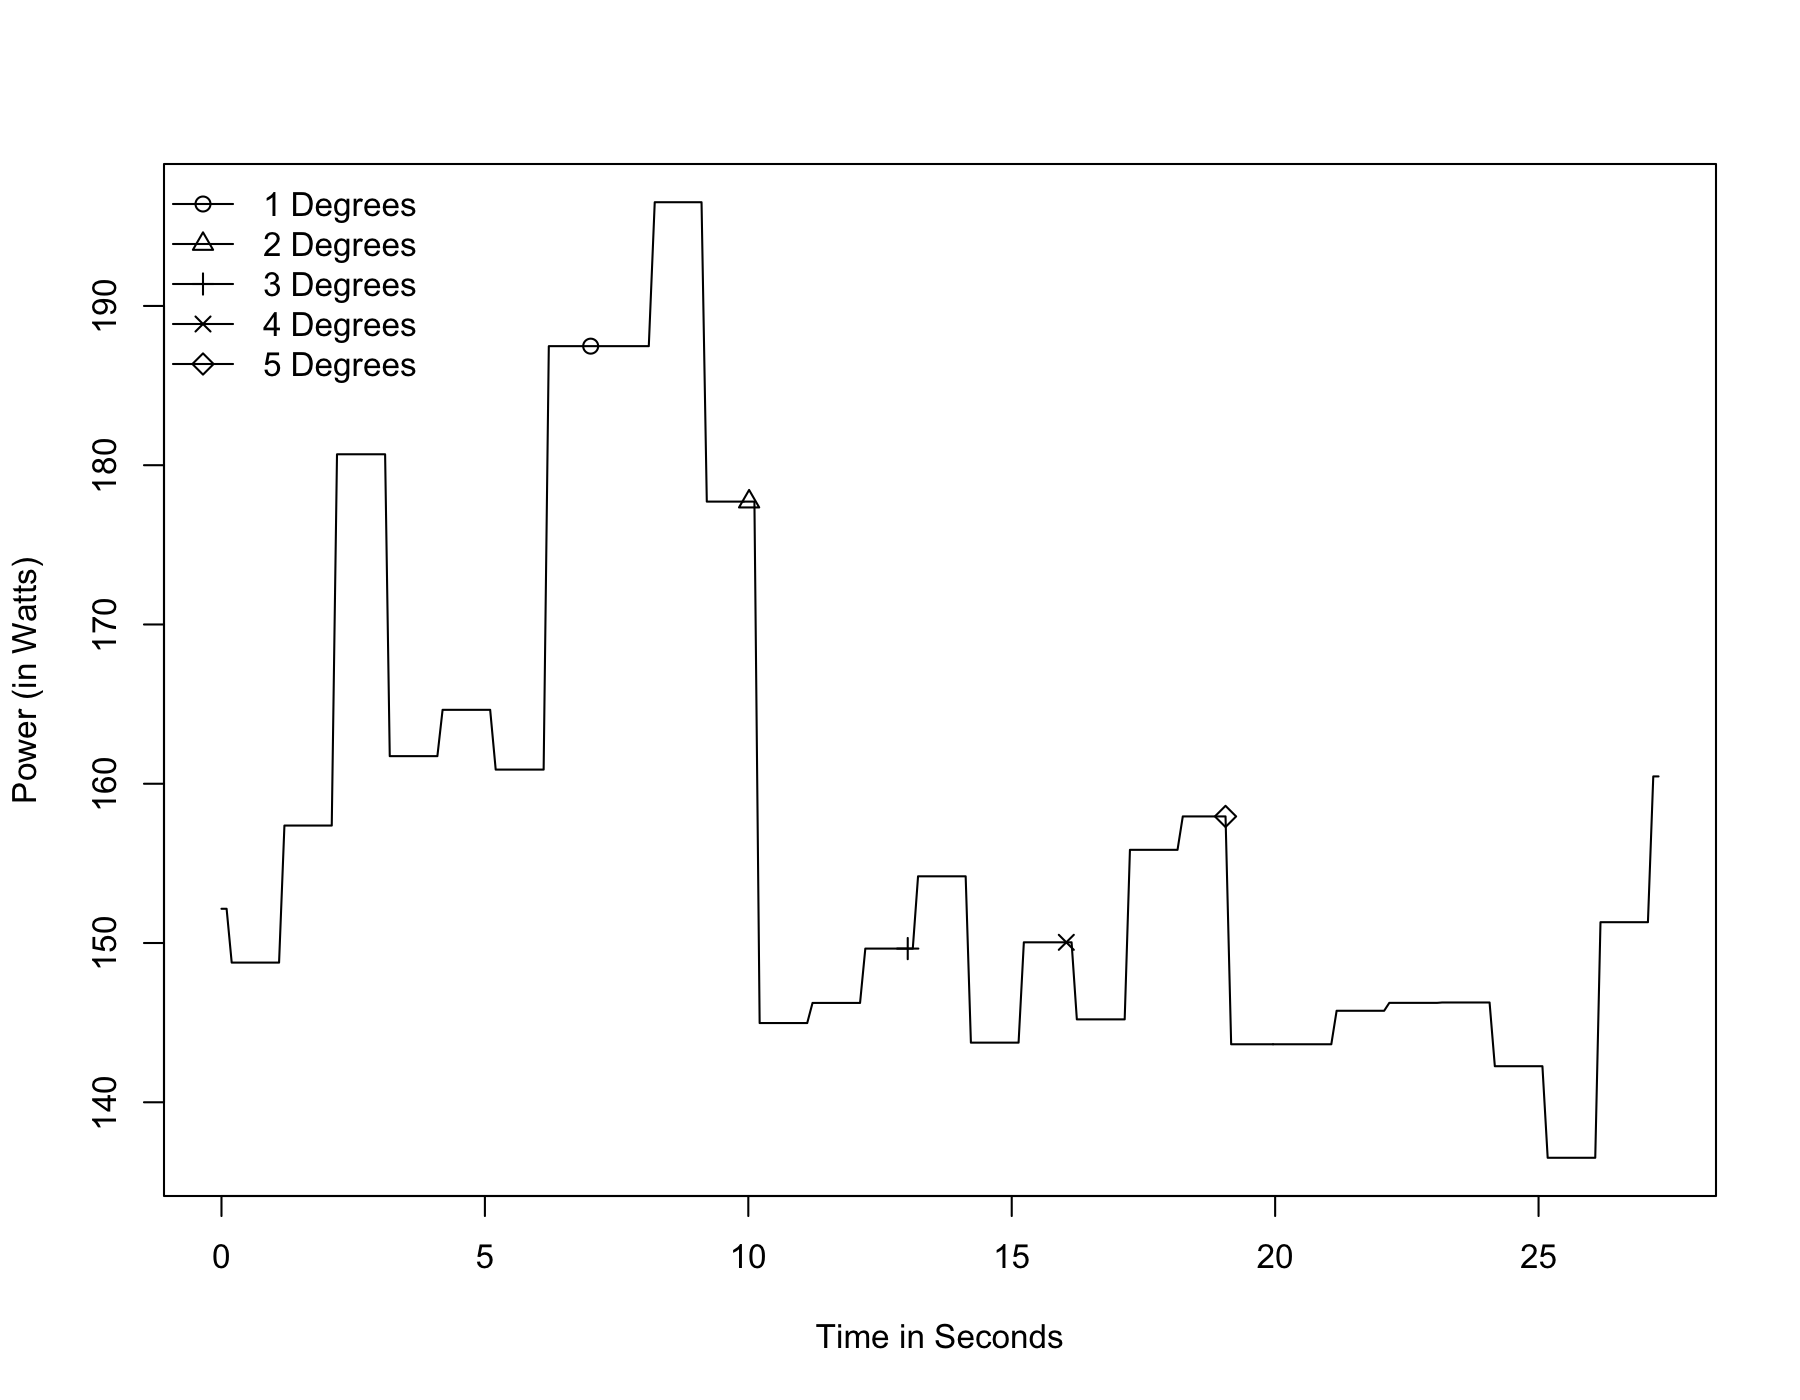 1 Degrees
2 Degrees
3 Degrees
4 Degrees
5 Degrees
190
180
170
160
150
140
Power (in Watts)
0 5 10 15 20 25
Time in Seconds